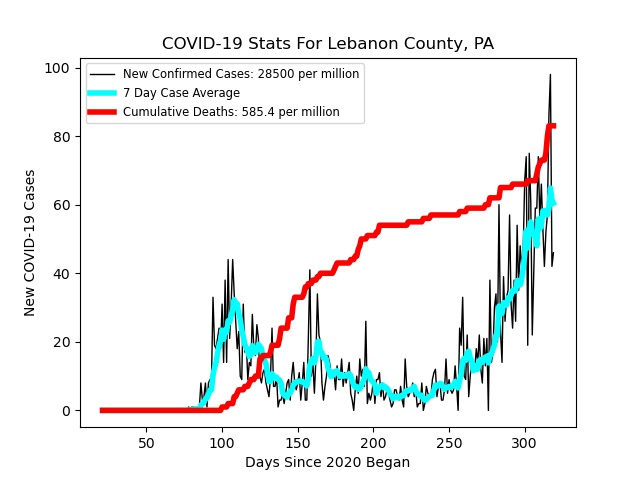 COVID-19 Stats For Lebanon County, PA
New Confirmed Cases: 28500 per million
7 Day Case Average
Cumulative Deaths: 585.4 per million
100
80
60
40
20
0
New COVID-19 Cases
50 100 150 200 250 300
Days Since 2020 Began